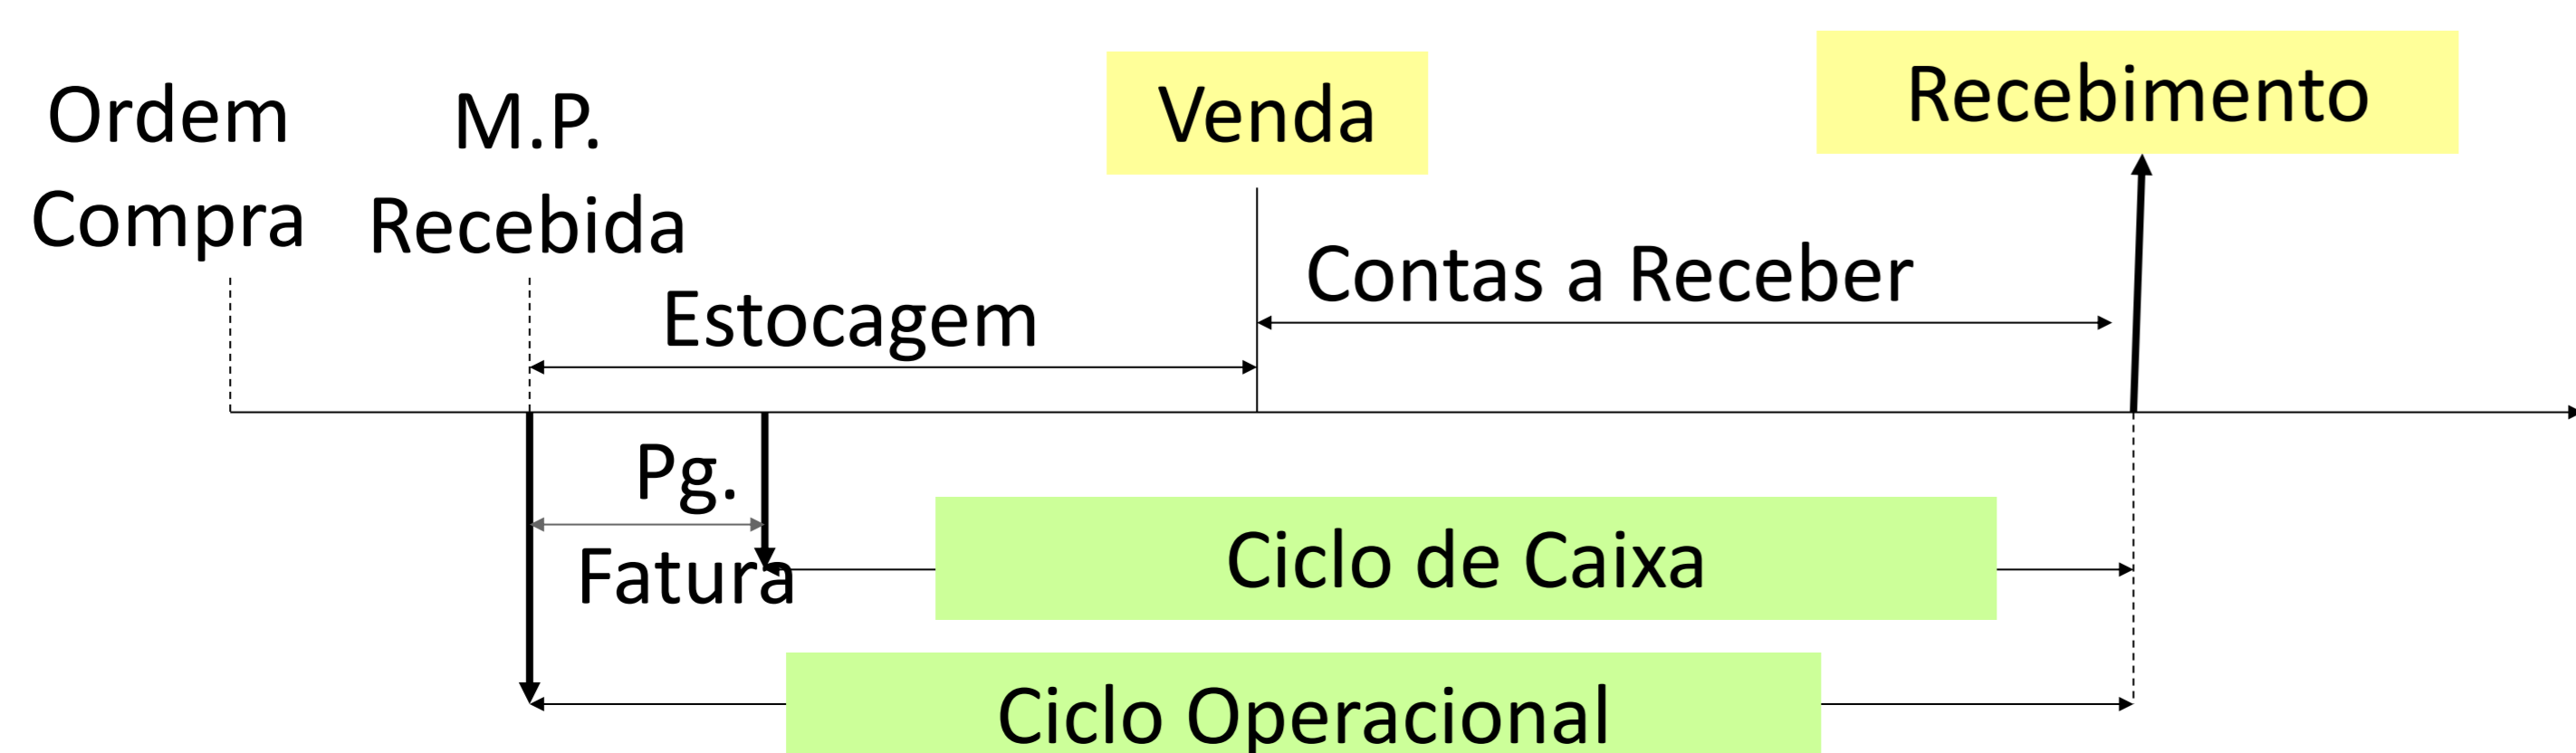 Ordem
Compra
M.P.
Recebida
Venda
Recebimento
Estocagem
Contas a Receber
Pg.
Fatura
Ciclo de Caixa
Ciclo Operacional